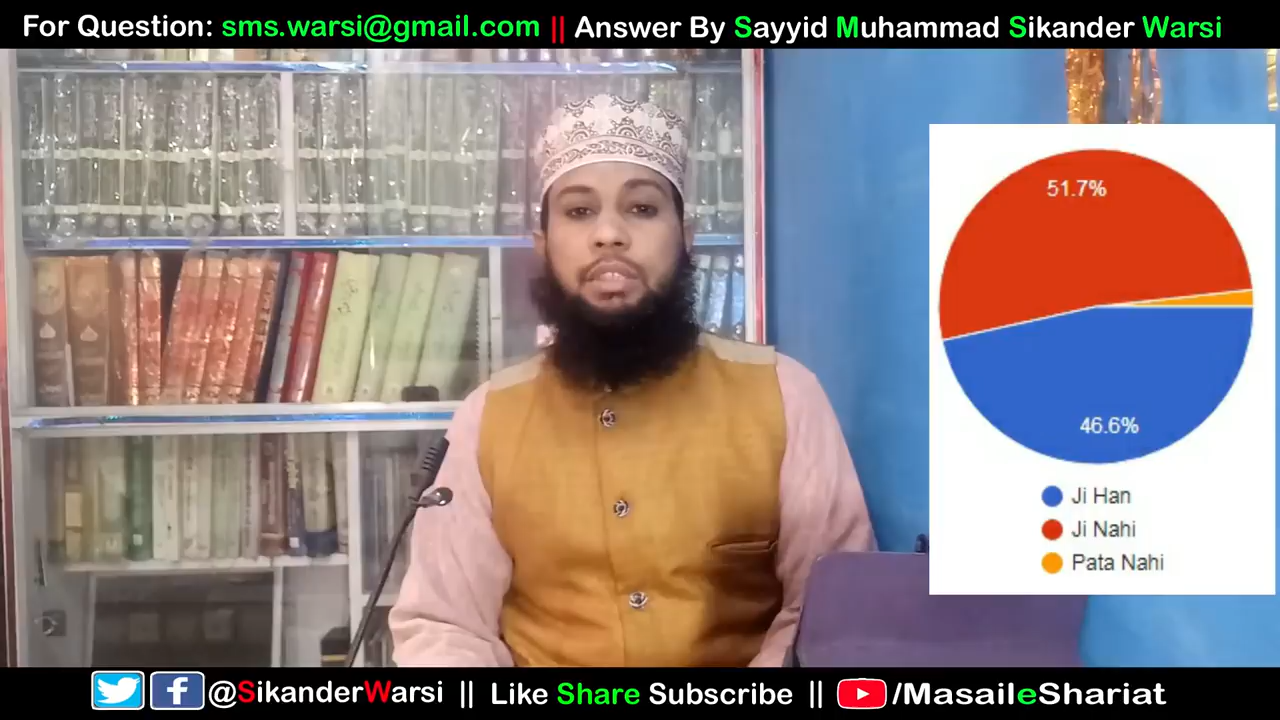 For Question: sms.warsi@gmail.com || Answer By Sayyid Muhammad Sikander Warsi
51.7%
46.6%
Ji Han
Ji Nahi
Pata Nahi
@SikanderWarsi || Like Share Subscribe || /MasaileShariat